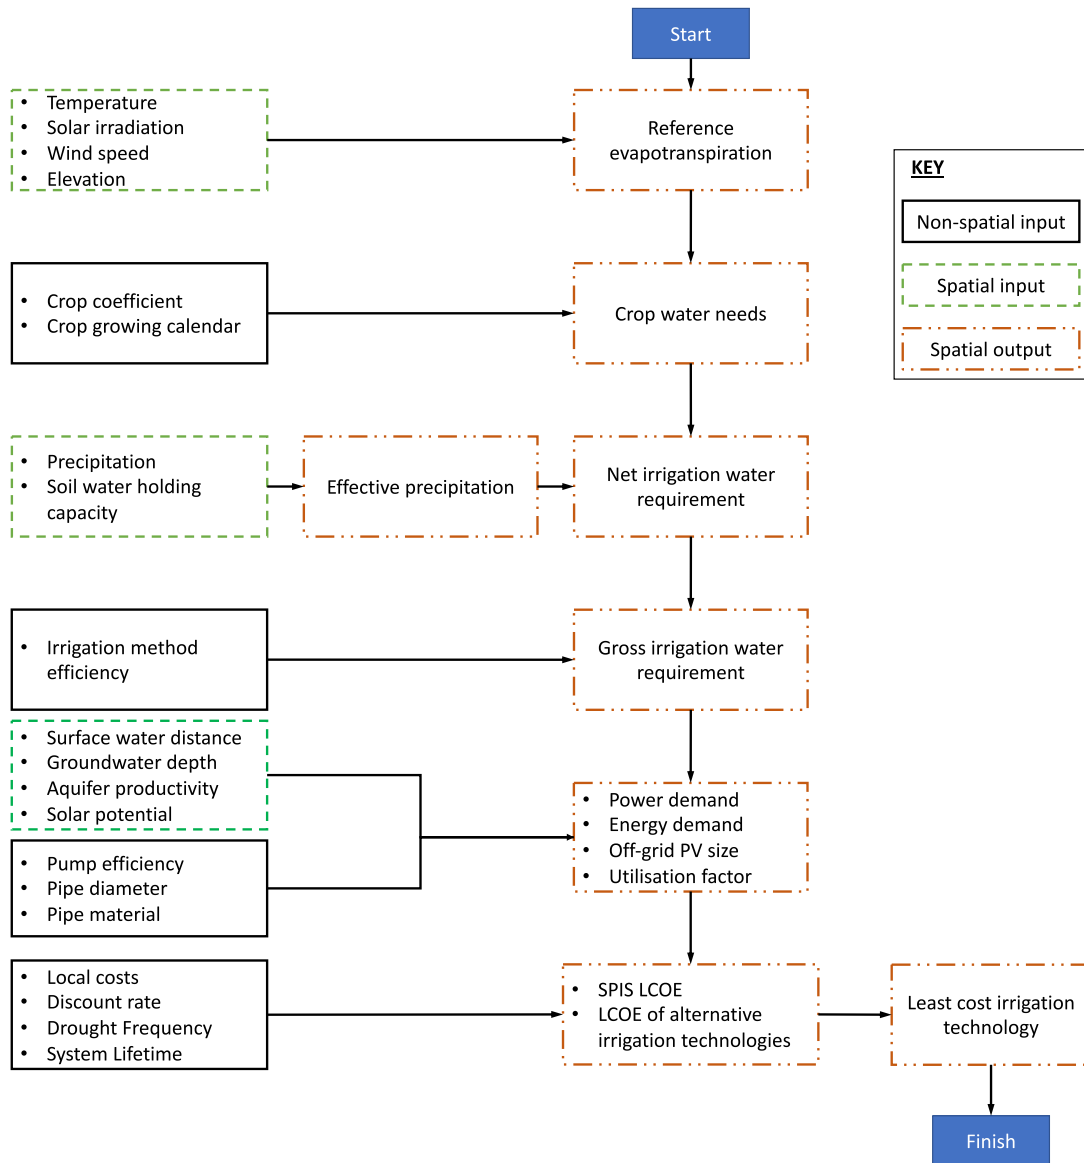 Start
• Temperature
• Solar irradiation
• Wind speed
• Elevation
Reference
evapotranspiration
KEY
Non-spatial input
Spatial input
Spatial output
• Crop coefficient
• Crop growing calendar
Crop water needs
• Precipitation
• Soil water holding
capacity
Effective precipitation
Net irrigation water
requirement
• Irrigation method
efficiency
Gross irrigation water
requirement
• Surface water distance
• Groundwater depth
• Aquifer productivity
• Solar potential
• Pump efficiency
• Pipe diameter
• Pipe material
• Power demand
• Energy demand
• Off-grid PV size
• Utilisation factor
• Local costs
• Discount rate
• Drought Frequency
• System Lifetime
• SPIS LCOE
• LCOE of alternative
irrigation technologies
Least cost irrigation
technology
Finish